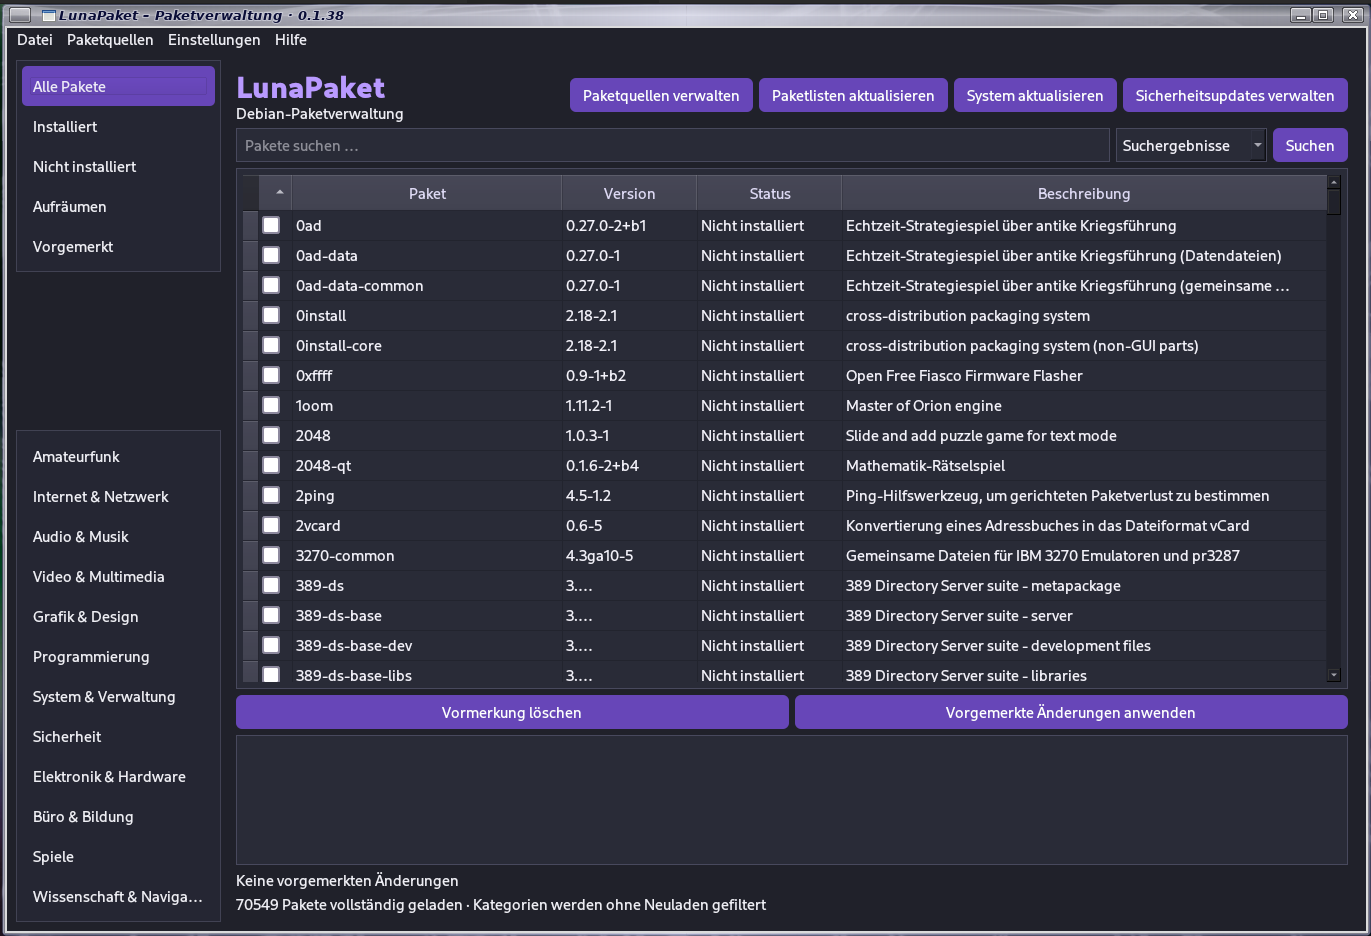 LunaPaket – Paketverwaltung · 0.1.38
Datei Paketquellen Einstellungen Hilfe
Alle Pakete
Installiert
Nicht installiert
Aufräumen
Vorgemerkt
Amateurfunk
Internet & Netzwerk
Audio & Musik
Video & Multimedia
Grafik & Design
Programmierung
System & Verwaltung
Sicherheit
Elektronik & Hardware
Büro & Bildung
Spiele
Wissenschaft & Naviga...
LunaPaket
Debian-Paketverwaltung
Paketquellen verwalten Paketlisten aktualisieren System aktualisieren Sicherheitsupdates verwalten
Pakete suchen ... Suchergebnisse Suchen
Paket Version Status Beschreibung
0ad 0.27.0-2+b1 Nicht installiert Echtzeit-Strategiespiel über antike Kriegsführung
0ad-data 0.27.0-1 Nicht installiert Echtzeit-Strategiespiel über antike Kriegsführung (Datendateien)
0ad-data-common 0.27.0-1 Nicht installiert Echtzeit-Strategiespiel über antike Kriegsführung (gemeinsame ...
0install 2.18-2.1 Nicht installiert cross-distribution packaging system
0install-core 2.18-2.1 Nicht installiert cross-distribution packaging system (non-GUI parts)
0xffff 0.9-1+b2 Nicht installiert Open Free Fiasco Firmware Flasher
1oom 1.11.2-1 Nicht installiert Master of Orion engine
2048 1.0.3-1 Nicht installiert Slide and add puzzle game for text mode
2048-qt 0.1.6-2+b4 Nicht installiert Mathematik-Rätselspiel
2ping 4.5-1.2 Nicht installiert Ping-Hilfswerkzeug, um gerichteten Paketverlust zu bestimmen
2vcard 0.6-5 Nicht installiert Konvertierung eines Adressbuches in das Dateiformat vCard
3270-common 4.3ga10-5 Nicht installiert Gemeinsame Dateien für IBM 3270 Emulatoren und pr3287
389-ds 3.... Nicht installiert 389 Directory Server suite - metapackage
389-ds-base 3.... Nicht installiert 389 Directory Server suite - server
389-ds-base-dev 3.... Nicht installiert 389 Directory Server suite - development files
389-ds-base-libs 3.... Nicht installiert 389 Directory Server suite - libraries
Vormerkung löschen Vorgemerkte Änderungen anwenden
Keine vorgemerkten Änderungen
70549 Pakete vollständig geladen · Kategorien werden ohne Neuladen gefiltert